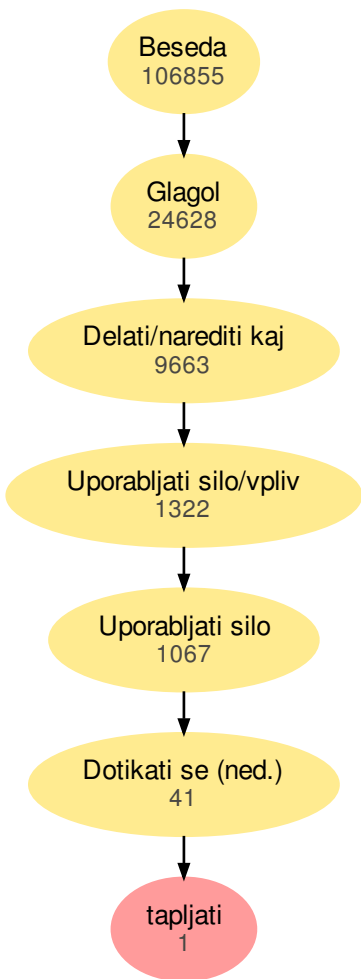 Beseda
106855
Glagol
24628
Delati/narediti kaj
9663
Uporabljati silo/vpliv
1322
Uporabljati silo
1067
Dotikati se (ned.)
41
tapljati
1